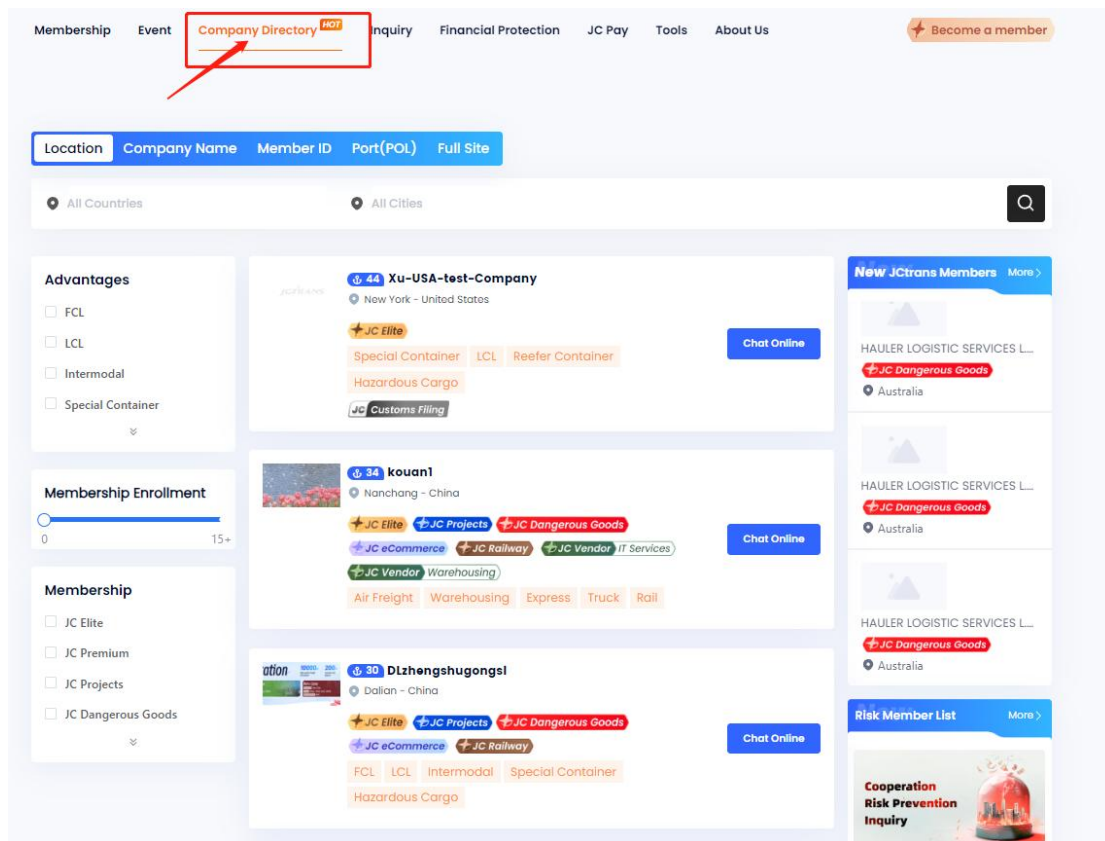 Membership Event Company Directory HOT Inquiry Financial Protection JC Pay Tools About Us Become a member
Location Company Name Member ID Port(POL) Full Site
All Countries All Cities
Advantages
FCL
LCL
Intermodal
Special Container
Membership Enrollment
0 15+
Membership
JC Elite
JC Premium
JC Projects
JC Dangerous Goods
jctrans
44 Xu-USA-test-Company
New York - United States
JC Elite
Special Container LCL Reefer Container
Hazardous Cargo
JC Customs Filing
Chat Online
34 kouan1
Nanchang - China
JC Elite JC Projects JC Dangerous Goods
JC eCommerce JC Railway JC Vendor IT Services
JC Vendor Warehousing
Air Freight Warehousing Express Truck Rail
Chat Online
30 DLzhengshugongsI
Dalian - China
JC Elite JC Projects JC Dangerous Goods
JC eCommerce JC Railway
FCL LCL Intermodal Special Container
Hazardous Cargo
Chat Online
New JCtrans Members More >
HAULER LOGISTIC SERVICES L...
JC Dangerous Goods
Australia
HAULER LOGISTIC SERVICES L...
JC Dangerous Goods
Australia
HAULER LOGISTIC SERVICES L...
JC Dangerous Goods
Australia
Risk Member List More >
Cooperation
Risk Prevention
Inquiry